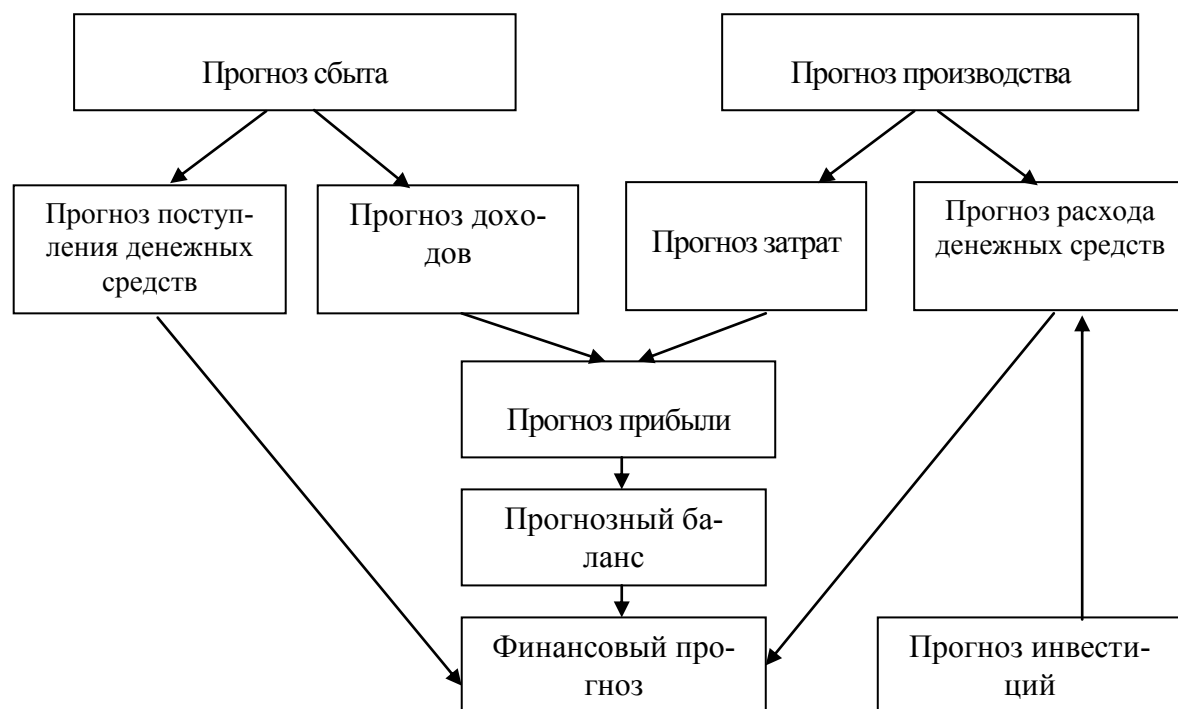 Прогноз сбыта
Прогноз производства
Прогноз поступ-
ления денежных
средств
Прогноз дохо-
дов
Прогноз затрат
Прогноз расхода
денежных средств
Прогноз прибыли
Прогнозный ба-
ланс
Финансовый про-
гноз
Прогноз инвести-
ций